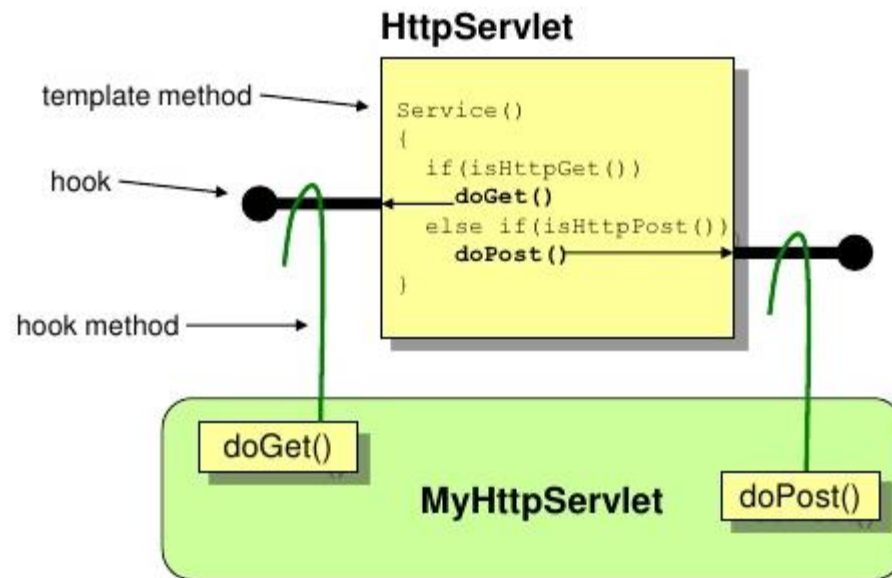 HttpServlet
template method
Service()
{
if(isHttpGet())
hook
doGet()
else if(isHttpPost())
doPost()
}
hook method
doGet()
MyHttpServlet
doPost()